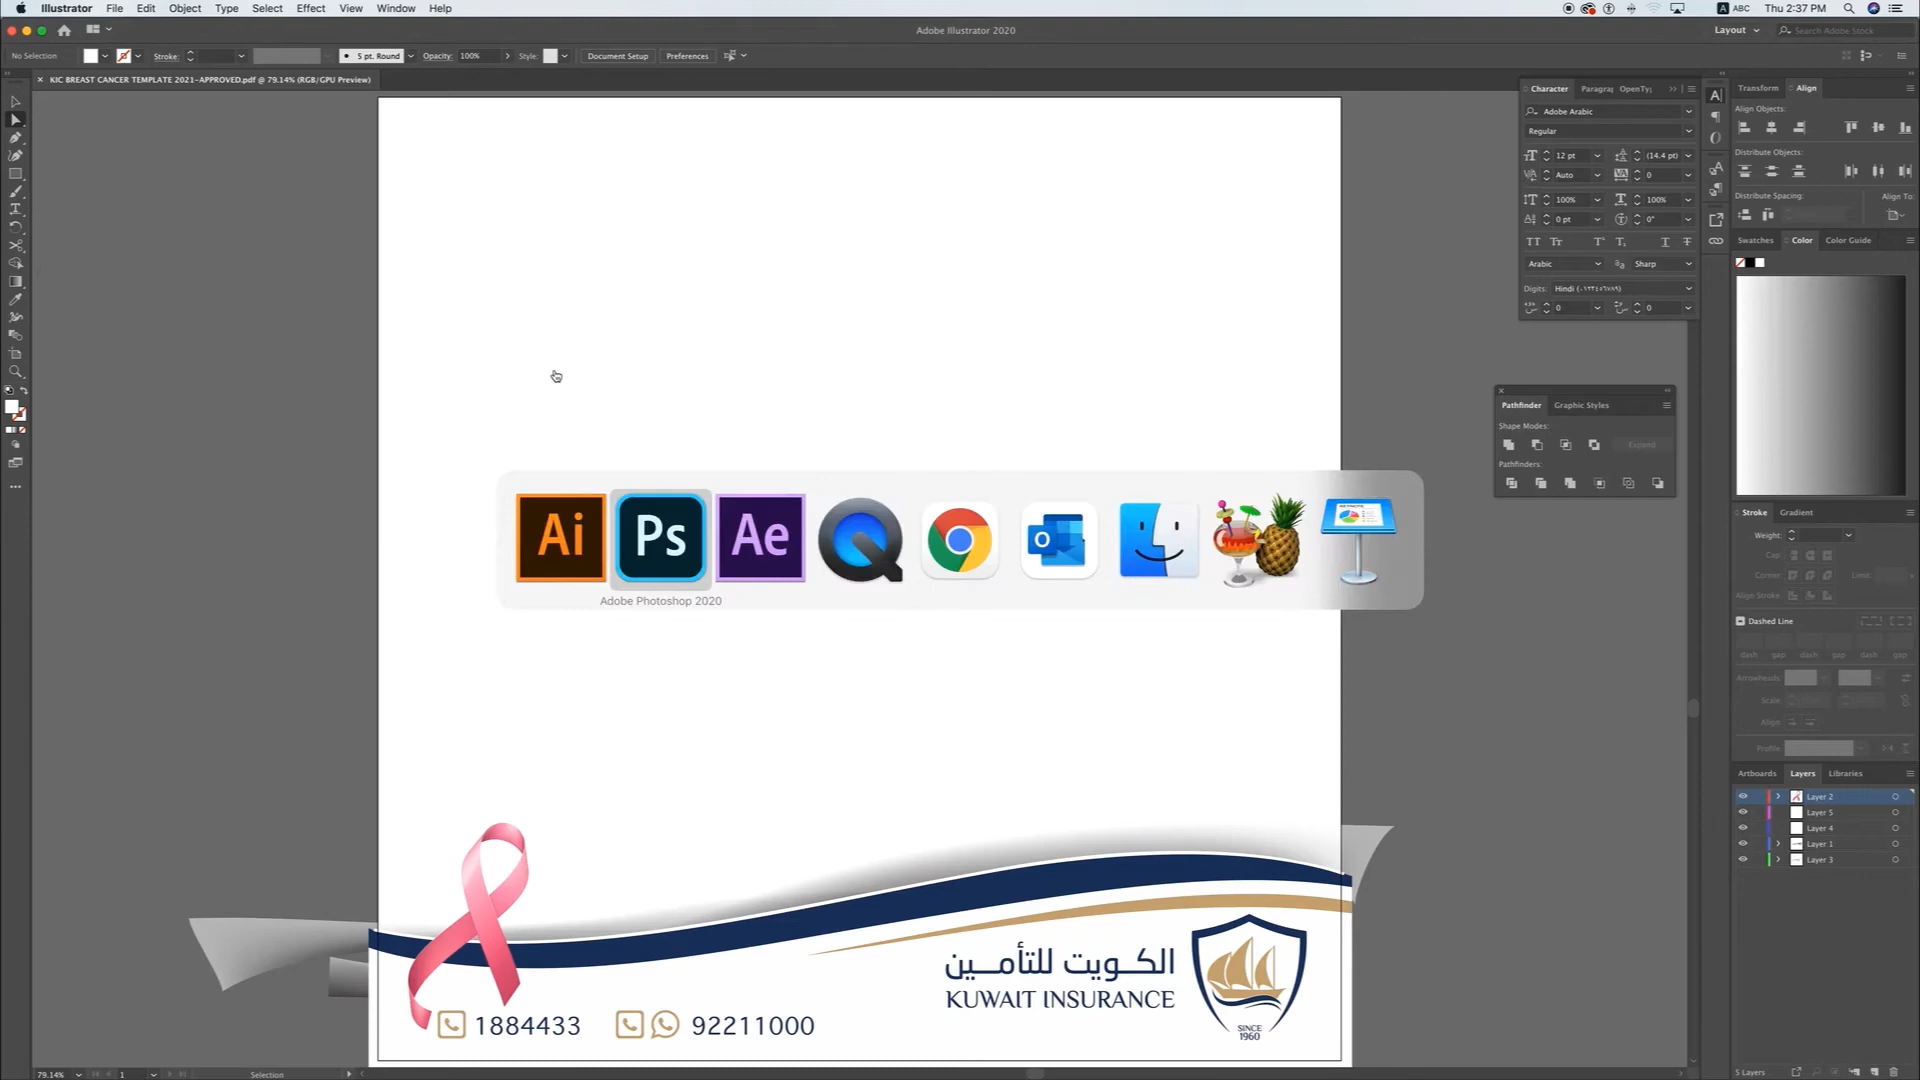 Illustrator File Edit Object Type Select Effect View Window Help
ABC Thu 2:37 PM
Adobe Illustrator 2020
Layout
Search Adobe Stock
No Selection
Stroke:
5 pt. Round
Opacity: 100%
Style:
Document Setup
Preferences
KIC BREAST CANCER TEMPLATE 2021-APPROVED.pdf @ 79.14% (RGB/GPU Preview)
Character Paragraj OpenTy;
Adobe Arabic
Regular
12 pt (14.4 pt)
Auto 0
100% 100%
0 pt 0°
Arabic Sharp
Digits:
0 0
Transform Align
Align Objects:
Distribute Objects:
Distribute Spacing: Align To:
Swatches Color Color Guide
Pathfinder Graphic Styles
Shape Modes:
Expand
Pathfinders:
Stroke Gradient
Weight:
Cap:
Corner: Limit:
Align Stroke:
Dashed Line
dash gap dash gap dash gap
Arrowheads:
Scale:
Align:
Profile:
Artboards Layers Libraries
Layer 2
Layer 5
Layer 4
Layer 1
Layer 3
5 Layers
Ai Ps Ae
Adobe Photoshop 2020
KEYNOTE
الكويت للتأمين
KUWAIT INSURANCE
SINCE
1960
1884433
92211000
79.14% 1 Selection